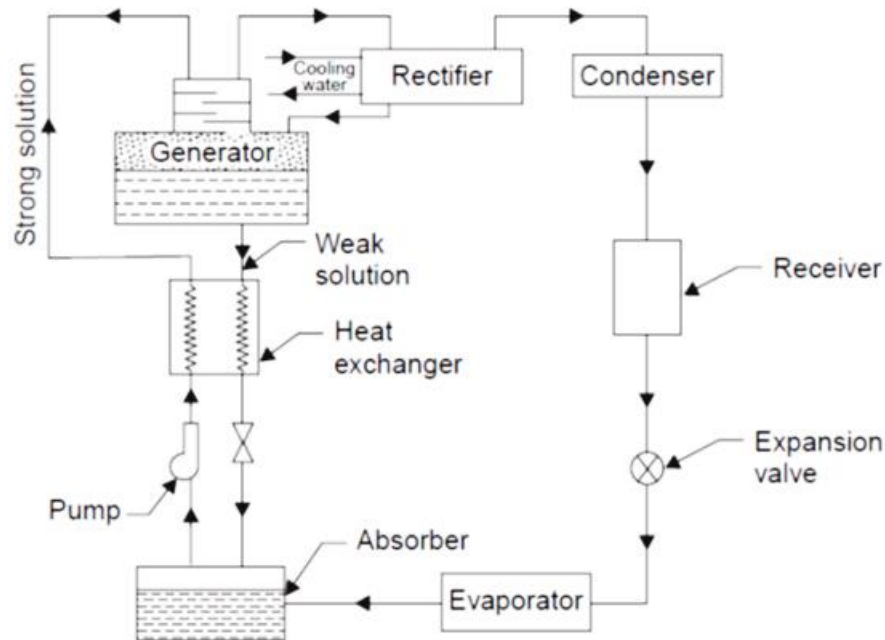 Cooling
water
Rectifier
Condenser
Generator
Strong solution
Weak
solution
Receiver
Heat
exchanger
Expansion
valve
Pump
Absorber
Evaporator